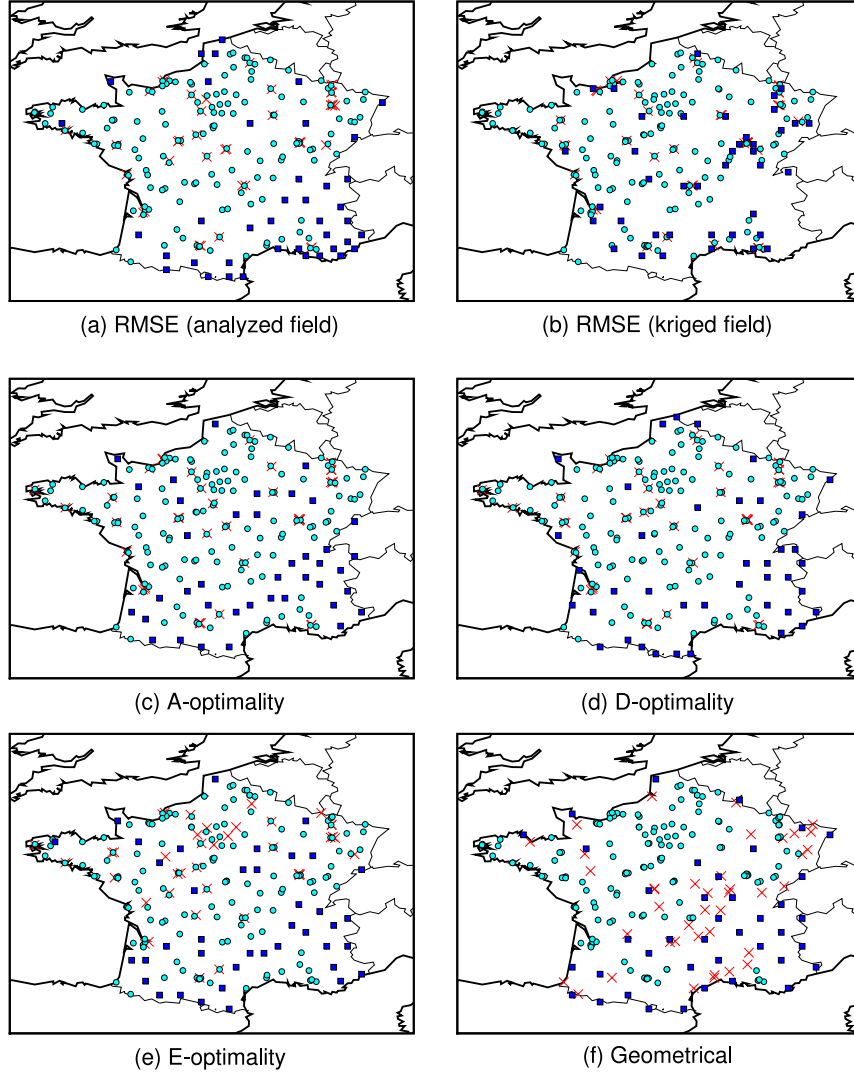 (a) RMSE (analyzed field)
(b) RMSE (kriged field)
(c) A-optimality
(d) D-optimality
(e) E-optimality
(f) Geometrical